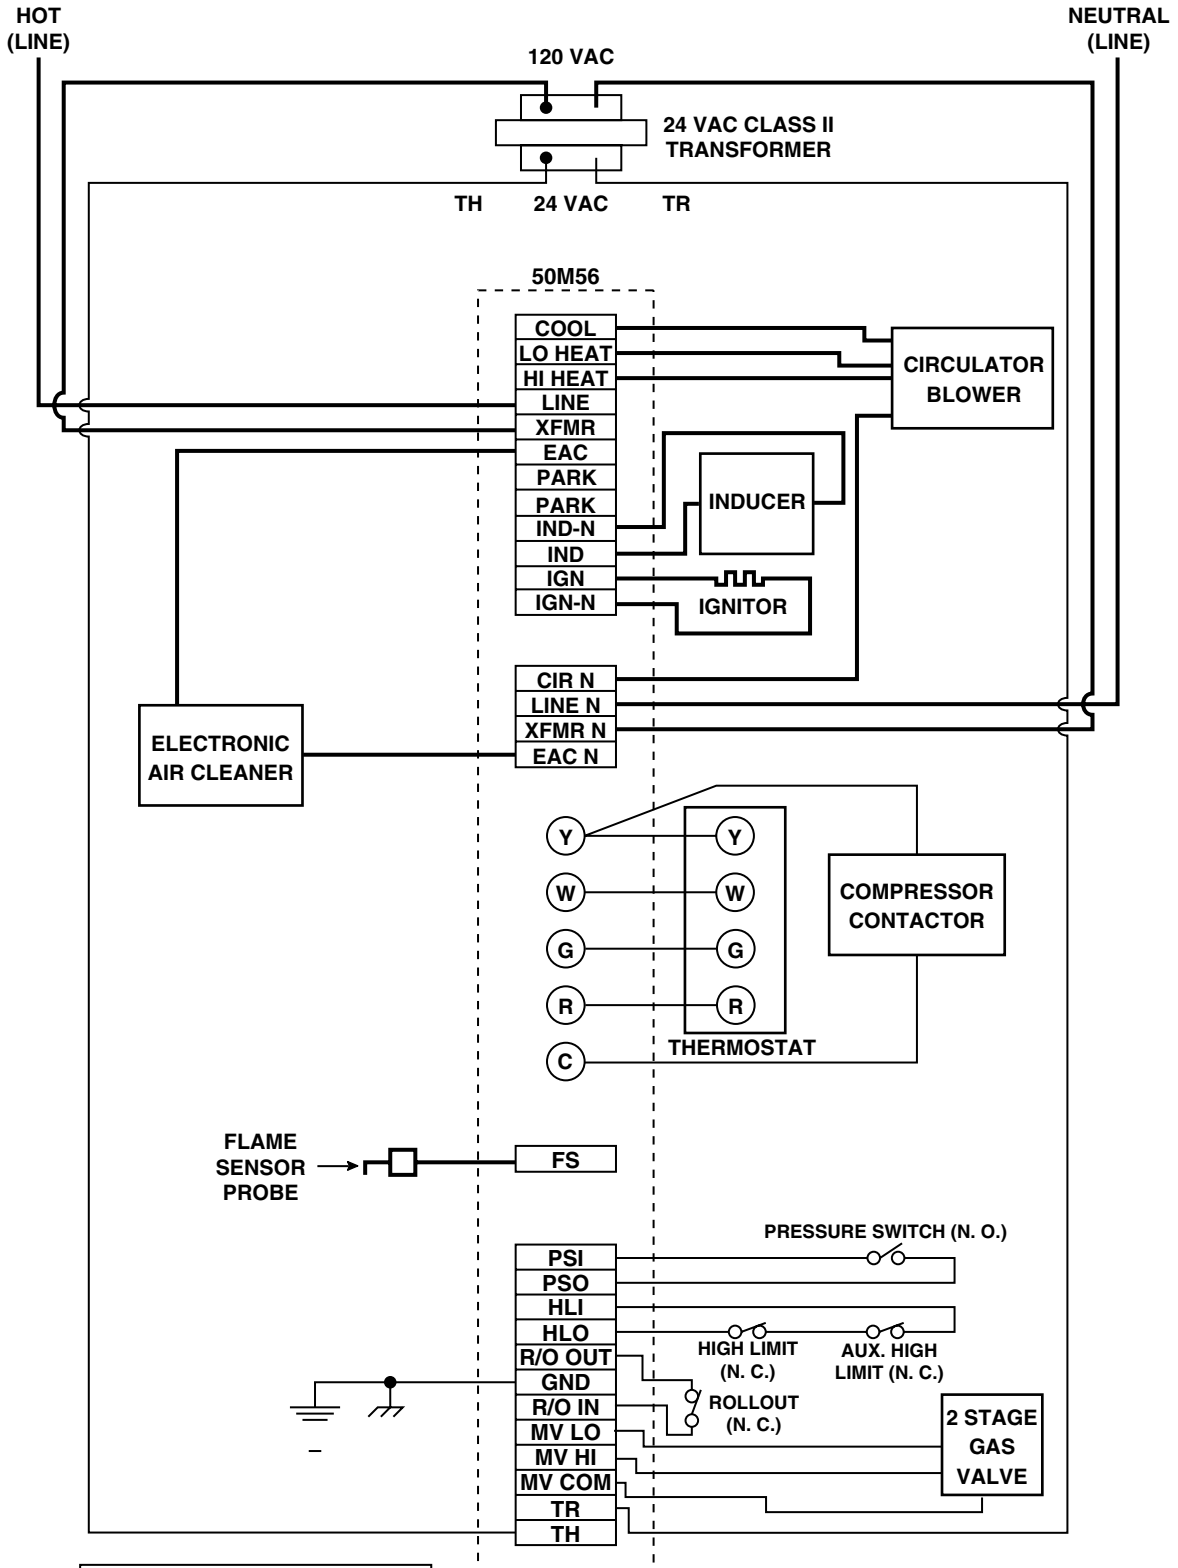 HOT
(LINE)
NEUTRAL
(LINE)
120 VAC
24 VAC CLASS II
TRANSFORMER
TH
24 VAC
TR
50M56
COOL
LO HEAT
HI HEAT
LINE
XFMR
EAC
PARK
PARK
IND-N
IND
IGN
IGN-N
CIRCULATOR
BLOWER
INDUCER
IGNITOR
CIR N
LINE N
XFMR N
EAC N
ELECTRONIC
AIR CLEANER
Y
W
G
R
C
Y
W
G
R
THERMOSTAT
COMPRESSOR
CONTACTOR
FLAME
SENSOR
PROBE
FS
PRESSURE SWITCH (N. O.)
PSI
PSO
HLI
HLO
R/O OUT
GND
R/O IN
MV LO
MV HI
MV COM
TR
TH
HIGH LIMIT
(N. C.)
AUX. HIGH
LIMIT (N. C.)
ROLLOUT
(N. C.)
2 STAGE
GAS
VALVE